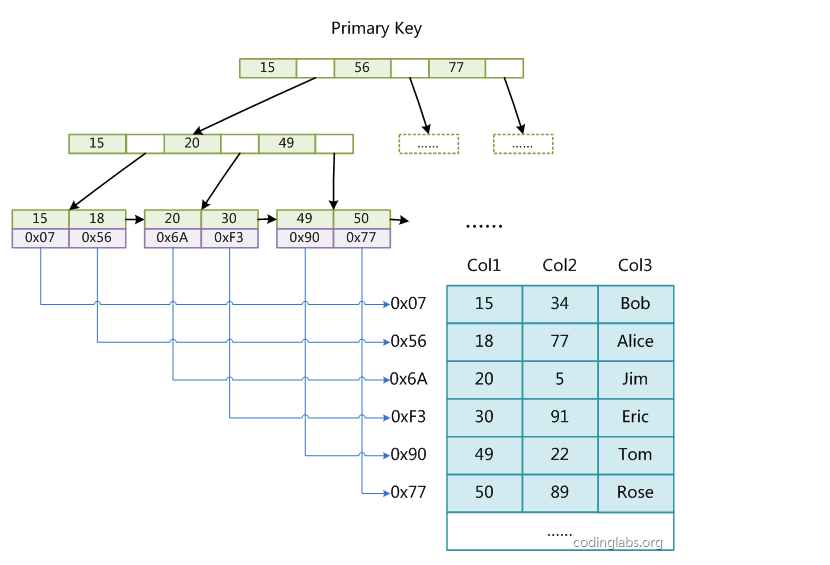 Primary Key
15 56 77
15 20 49 ...... ......
15 18 20 30 49 50
0x07 0x56 0x6A 0xF3 0x90 0x77
......
Col1 Col2 Col3
0x07 15 34 Bob
0x56 18 77 Alice
0x6A 20 5 Jim
0xF3 30 91 Eric
0x90 49 22 Tom
0x77 50 89 Rose
......
codinglabs.org